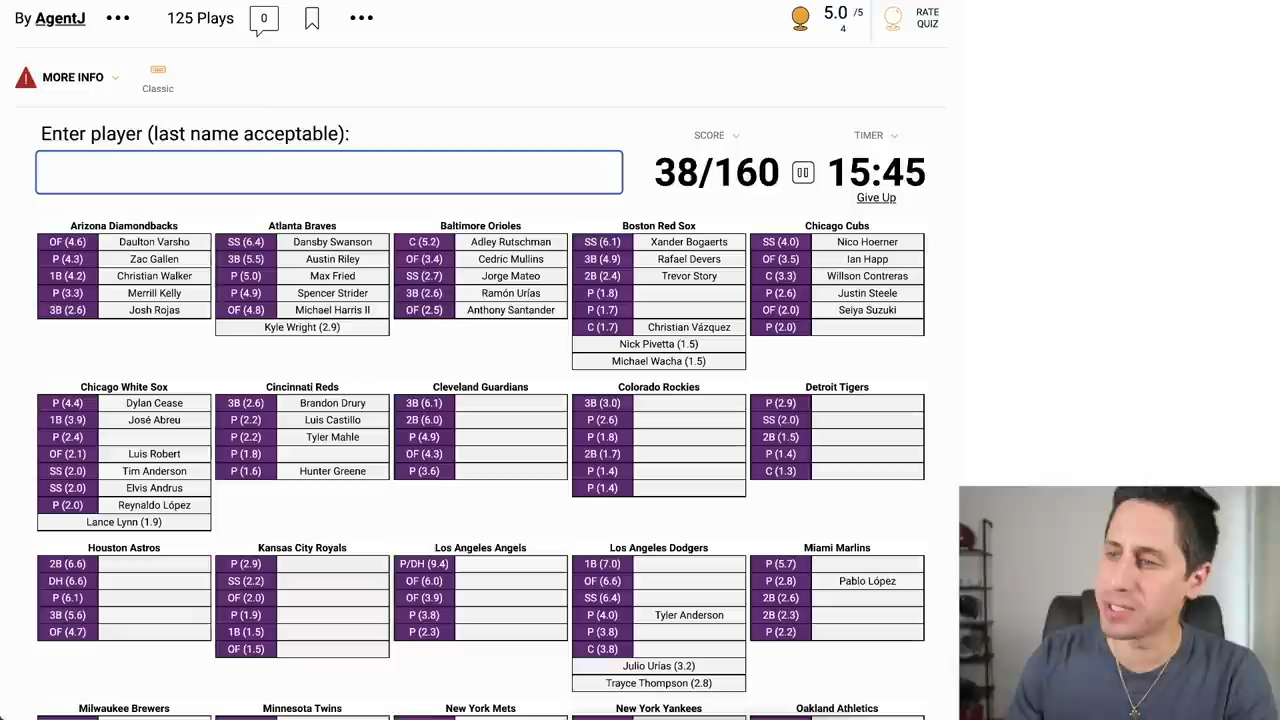 By AgentJ ••• 125 Plays 0 ••• 5.0 /5 4 RATE QUIZ
MORE INFO Classic
Enter player (last name acceptable):
SCORE TIMER
38/160 15:45
Give Up
Arizona Diamondbacks
OF (4.6) Daulton Varsho
P (4.3) Zac Gallen
1B (4.2) Christian Walker
P (3.3) Merrill Kelly
3B (2.6) Josh Rojas
Atlanta Braves
SS (6.4) Dansby Swanson
3B (5.5) Austin Riley
P (5.0) Max Fried
P (4.9) Spencer Strider
OF (4.8) Michael Harris II
Kyle Wright (2.9)
Baltimore Orioles
C (5.2) Adley Rutschman
OF (3.4) Cedric Mullins
SS (2.7) Jorge Mateo
3B (2.6) Ramón Urías
OF (2.5) Anthony Santander
Boston Red Sox
SS (6.1) Xander Bogaerts
3B (4.9) Rafael Devers
2B (2.4) Trevor Story
P (1.8)
P (1.7)
C (1.7) Christian Vázquez
Nick Pivetta (1.5)
Michael Wacha (1.5)
Chicago Cubs
SS (4.0) Nico Hoerner
OF (3.5) Ian Happ
C (3.3) Willson Contreras
P (2.6) Justin Steele
OF (2.0) Seiya Suzuki
P (2.0)
Chicago White Sox
P (4.4) Dylan Cease
1B (3.9) José Abreu
P (2.4)
OF (2.1) Luis Robert
SS (2.0) Tim Anderson
SS (2.0) Elvis Andrus
P (2.0) Reynaldo López
Lance Lynn (1.9)
Cincinnati Reds
3B (2.6) Brandon Drury
P (2.2) Luis Castillo
P (2.2) Tyler Mahle
P (1.8)
P (1.6) Hunter Greene
Cleveland Guardians
3B (6.1)
2B (6.0)
P (4.9)
OF (4.3)
P (3.6)
Colorado Rockies
3B (3.0)
P (2.6)
P (1.8)
2B (1.7)
P (1.4)
P (1.4)
Detroit Tigers
P (2.9)
SS (2.0)
2B (1.5)
P (1.4)
C (1.3)
Houston Astros
2B (6.6)
DH (6.6)
P (6.1)
3B (5.6)
OF (4.7)
Kansas City Royals
P (2.9)
SS (2.2)
OF (2.0)
P (1.9)
1B (1.5)
OF (1.5)
Los Angeles Angels
P/DH (9.4)
OF (6.0)
OF (3.9)
P (3.8)
P (2.3)
Los Angeles Dodgers
1B (7.0)
OF (6.6)
SS (6.4)
P (4.0) Tyler Anderson
P (3.8)
C (3.8)
Julio Urías (3.2)
Trayce Thompson (2.8)
Miami Marlins
P (5.7)
P (2.8) Pablo López
2B (2.6)
2B (2.3)
P (2.2)
Milwaukee Brewers
Minnesota Twins
New York Mets
New York Yankees
Oakland Athletics